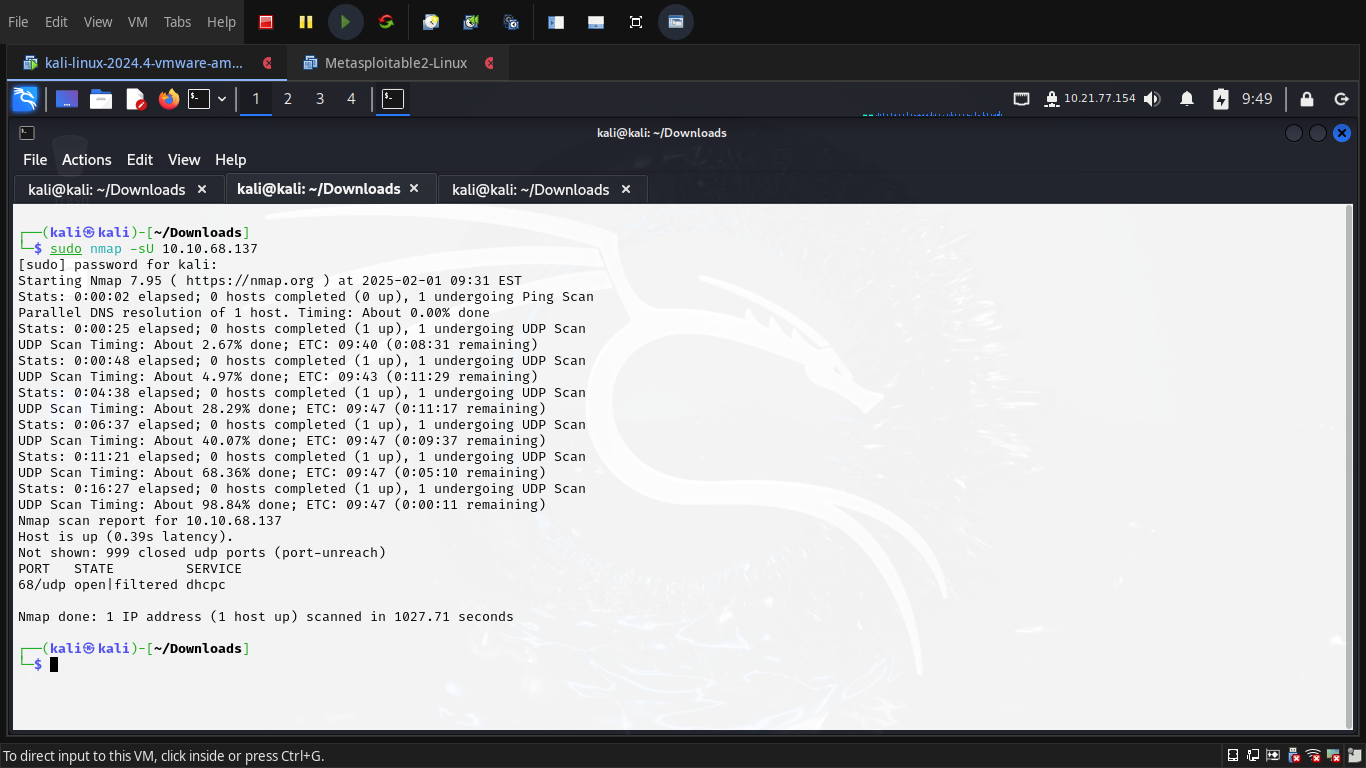 File Edit View VM Tabs Help
kali-linux-2024.4-vmware-am... Metasploitable2-Linux
1 2 3 4 10.21.77.154 9:49
kali@kali: ~/Downloads
File Actions Edit View Help
kali@kali: ~/Downloads kali@kali: ~/Downloads kali@kali: ~/Downloads
┌──(kali㉿kali)-[~/Downloads]
└─$ sudo nmap -sU 10.10.68.137
[sudo] password for kali:
Starting Nmap 7.95 ( https://nmap.org ) at 2025-02-01 09:31 EST
Stats: 0:00:02 elapsed; 0 hosts completed (0 up), 1 undergoing Ping Scan
Parallel DNS resolution of 1 host. Timing: About 0.00% done
Stats: 0:00:25 elapsed; 0 hosts completed (1 up), 1 undergoing UDP Scan
UDP Scan Timing: About 2.67% done; ETC: 09:40 (0:08:31 remaining)
Stats: 0:00:48 elapsed; 0 hosts completed (1 up), 1 undergoing UDP Scan
UDP Scan Timing: About 4.97% done; ETC: 09:43 (0:11:29 remaining)
Stats: 0:04:38 elapsed; 0 hosts completed (1 up), 1 undergoing UDP Scan
UDP Scan Timing: About 28.29% done; ETC: 09:47 (0:11:17 remaining)
Stats: 0:06:37 elapsed; 0 hosts completed (1 up), 1 undergoing UDP Scan
UDP Scan Timing: About 40.07% done; ETC: 09:47 (0:09:37 remaining)
Stats: 0:11:21 elapsed; 0 hosts completed (1 up), 1 undergoing UDP Scan
UDP Scan Timing: About 68.36% done; ETC: 09:47 (0:05:10 remaining)
Stats: 0:16:27 elapsed; 0 hosts completed (1 up), 1 undergoing UDP Scan
UDP Scan Timing: About 98.84% done; ETC: 09:47 (0:00:11 remaining)
Nmap scan report for 10.10.68.137
Host is up (0.39s latency).
Not shown: 999 closed udp ports (port-unreach)
PORT   STATE         SERVICE
68/udp open|filtered dhcpc
Nmap done: 1 IP address (1 host up) scanned in 1027.71 seconds
┌──(kali㉿kali)-[~/Downloads]
└─$
To direct input to this VM, click inside or press Ctrl+G.